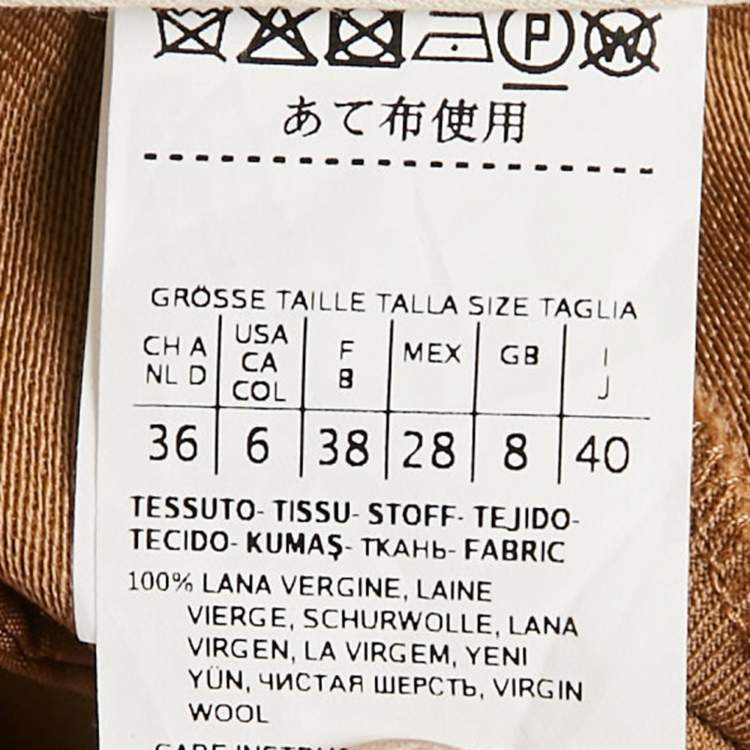 P W
あて布使用
GRÖSSE TAILLE TALLA SIZE TAGLIA
CH A NL D | USA CA COL | F B | MEX | GB | I J
36 | 6 | 38 | 28 | 8 | 40
TESSUTO- TISSU- STOFF- TEJIDO-
TECIDO- KUMAŞ- ТКАНЬ- FABRIC
100% LANA VERGINE, LAINE
VIERGE, SCHURWOLLE, LANA
VIRGEN, LA VIRGEM, YENI
YÜN, ЧИСТАЯ ШЕРСТЬ, VIRGIN
WOOL
CARE